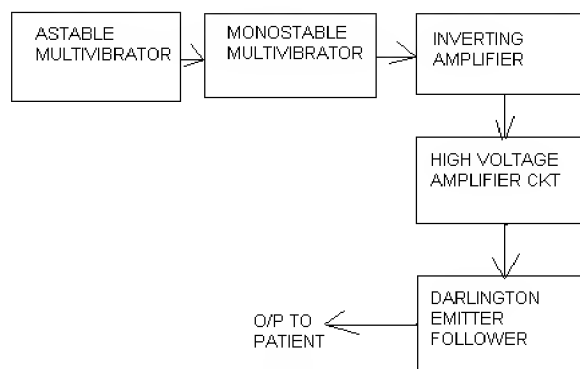 ASTABLE
MULTIVIBRATOR
MONOSTABLE
MULTIVIBRATOR
INVERTING
AMPLIFIER
HIGH VOLTAGE
AMPLIFIER CKT
DARLINGTON
EMITTER
FOLLOWER
O/P TO
PATIENT